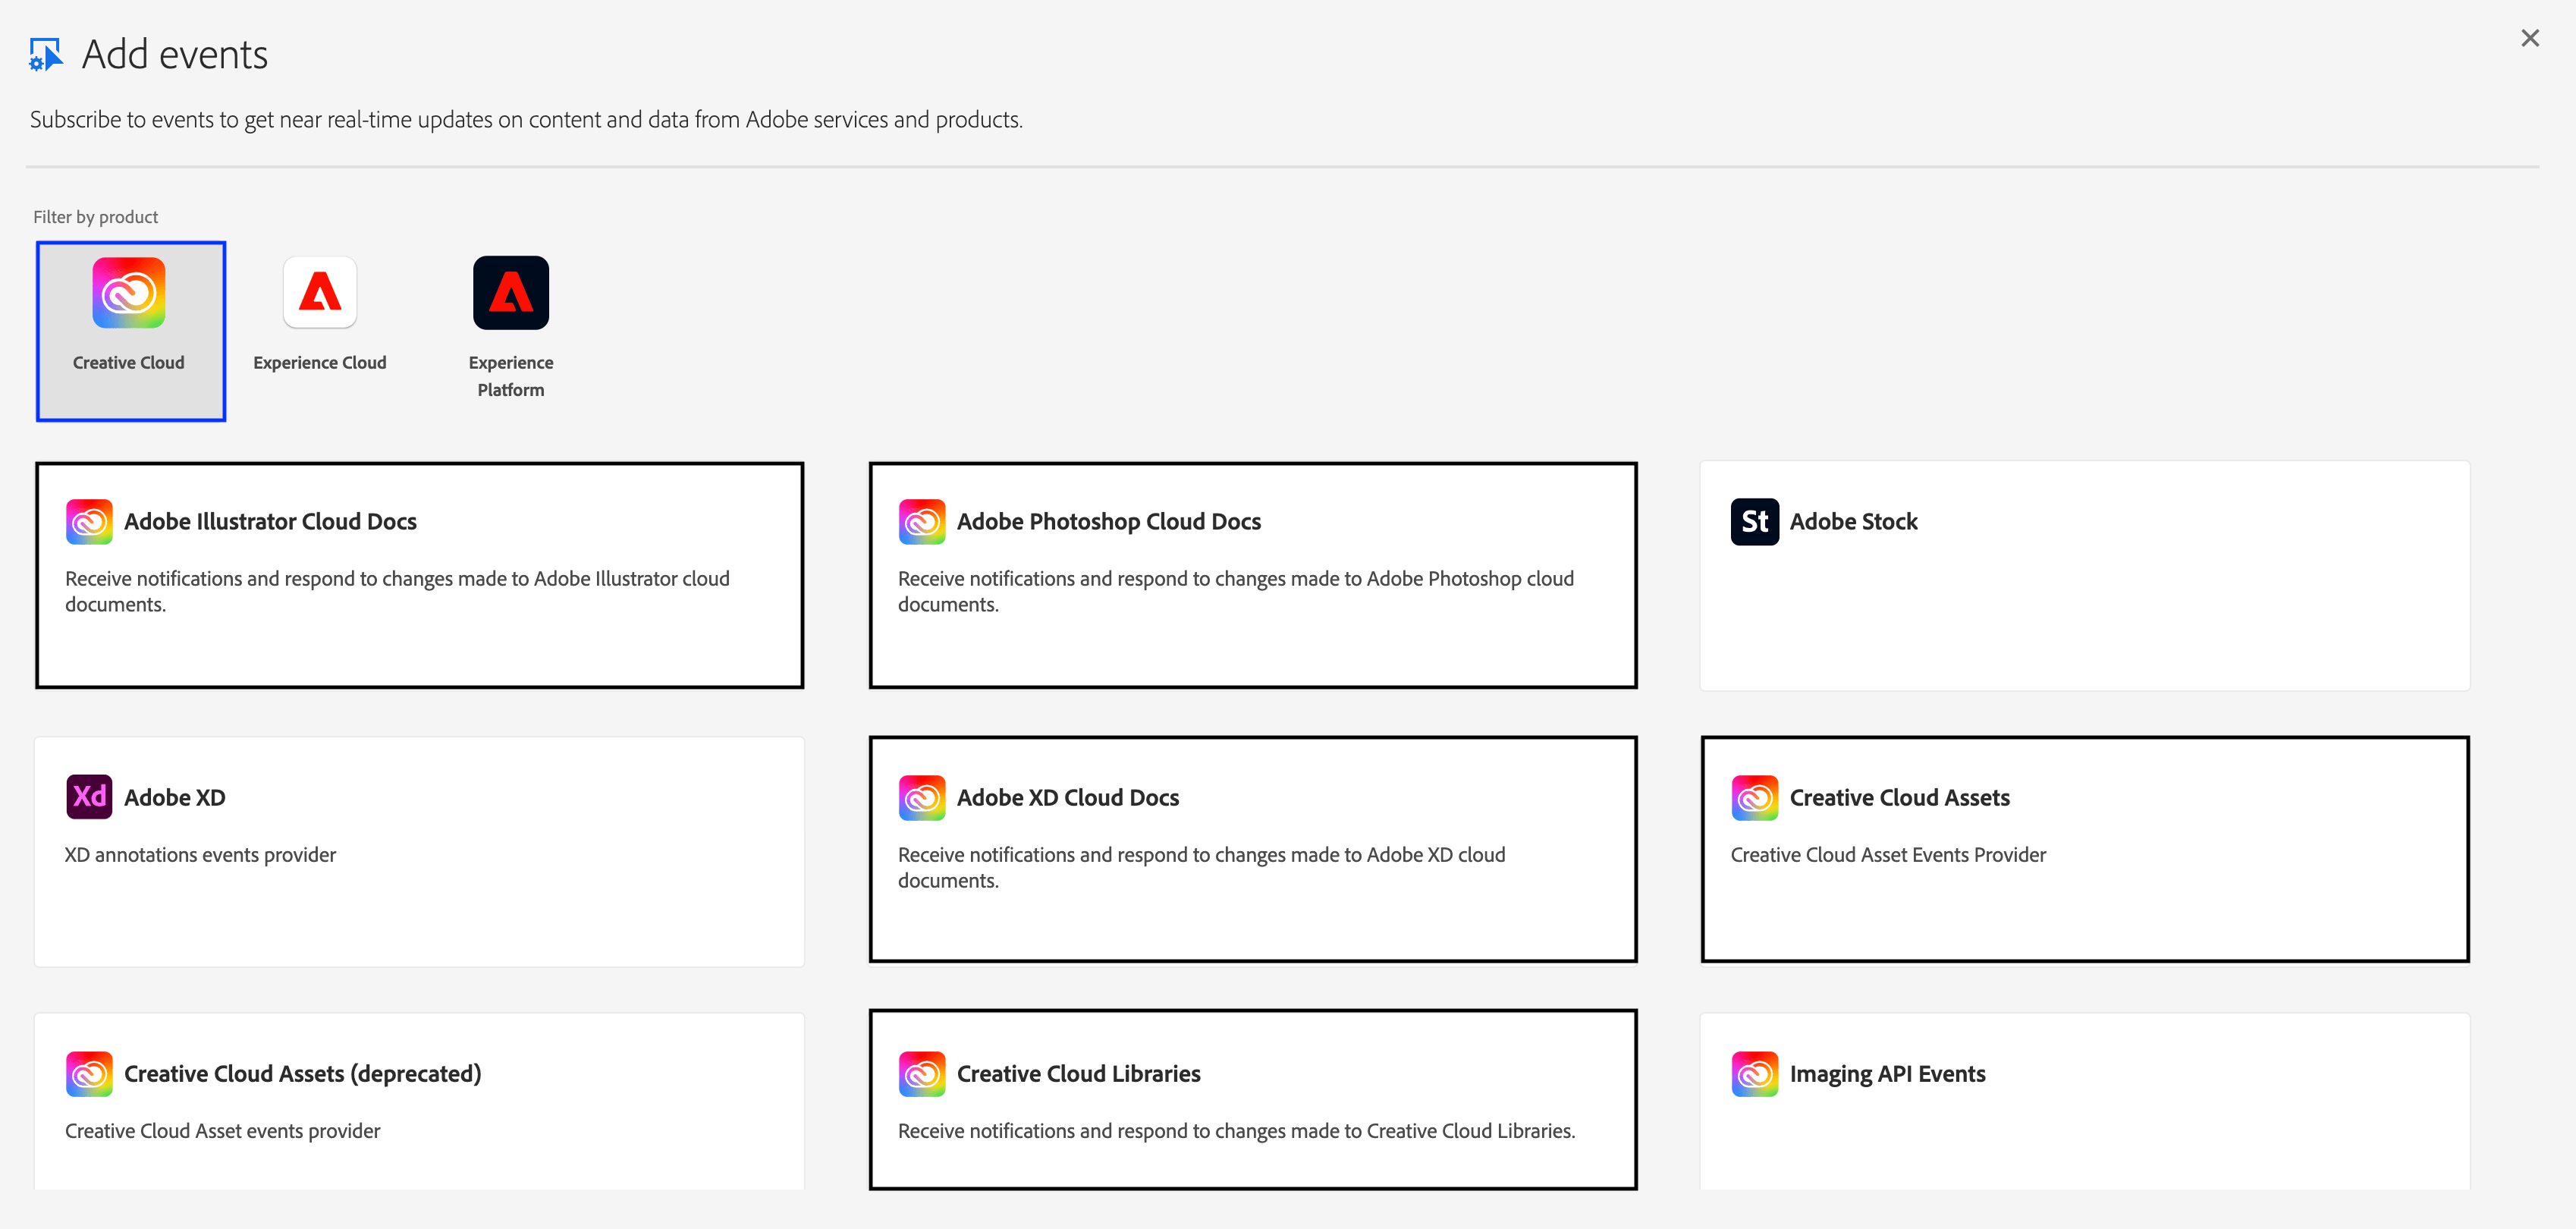 Add events
Subscribe to events to get near real-time updates on content and data from Adobe services and products.
Filter by product
Creative Cloud
Experience Cloud
Experience
Platform
Adobe Illustrator Cloud Docs
Receive notifications and respond to changes made to Adobe Illustrator cloud
documents.
Adobe Photoshop Cloud Docs
Receive notifications and respond to changes made to Adobe Photoshop cloud
documents.
St Adobe Stock
Xd Adobe XD
XD annotations events provider
Adobe XD Cloud Docs
Receive notifications and respond to changes made to Adobe XD cloud
documents.
Creative Cloud Assets
Creative Cloud Asset Events Provider
Creative Cloud Assets (deprecated)
Creative Cloud Asset events provider
Creative Cloud Libraries
Receive notifications and respond to changes made to Creative Cloud Libraries.
Imaging API Events